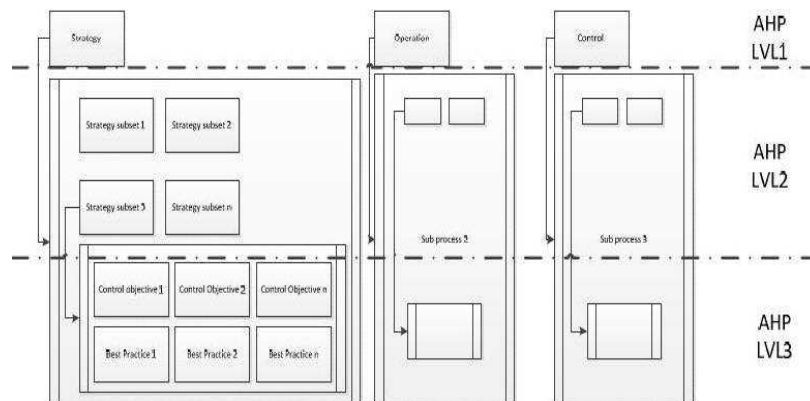 Strategy
Operation
Control
AHP
LVL1
Strategy subset 1
Strategy subset 2
AHP
LVL2
Strategy subset 3
Strategy subset n
Sub process 2
Sub process 3
Control objective 1
Control Objective 2
Control Objective n
AHP
LVL3
Best Practice 1
Best Practice 2
Best Practice n